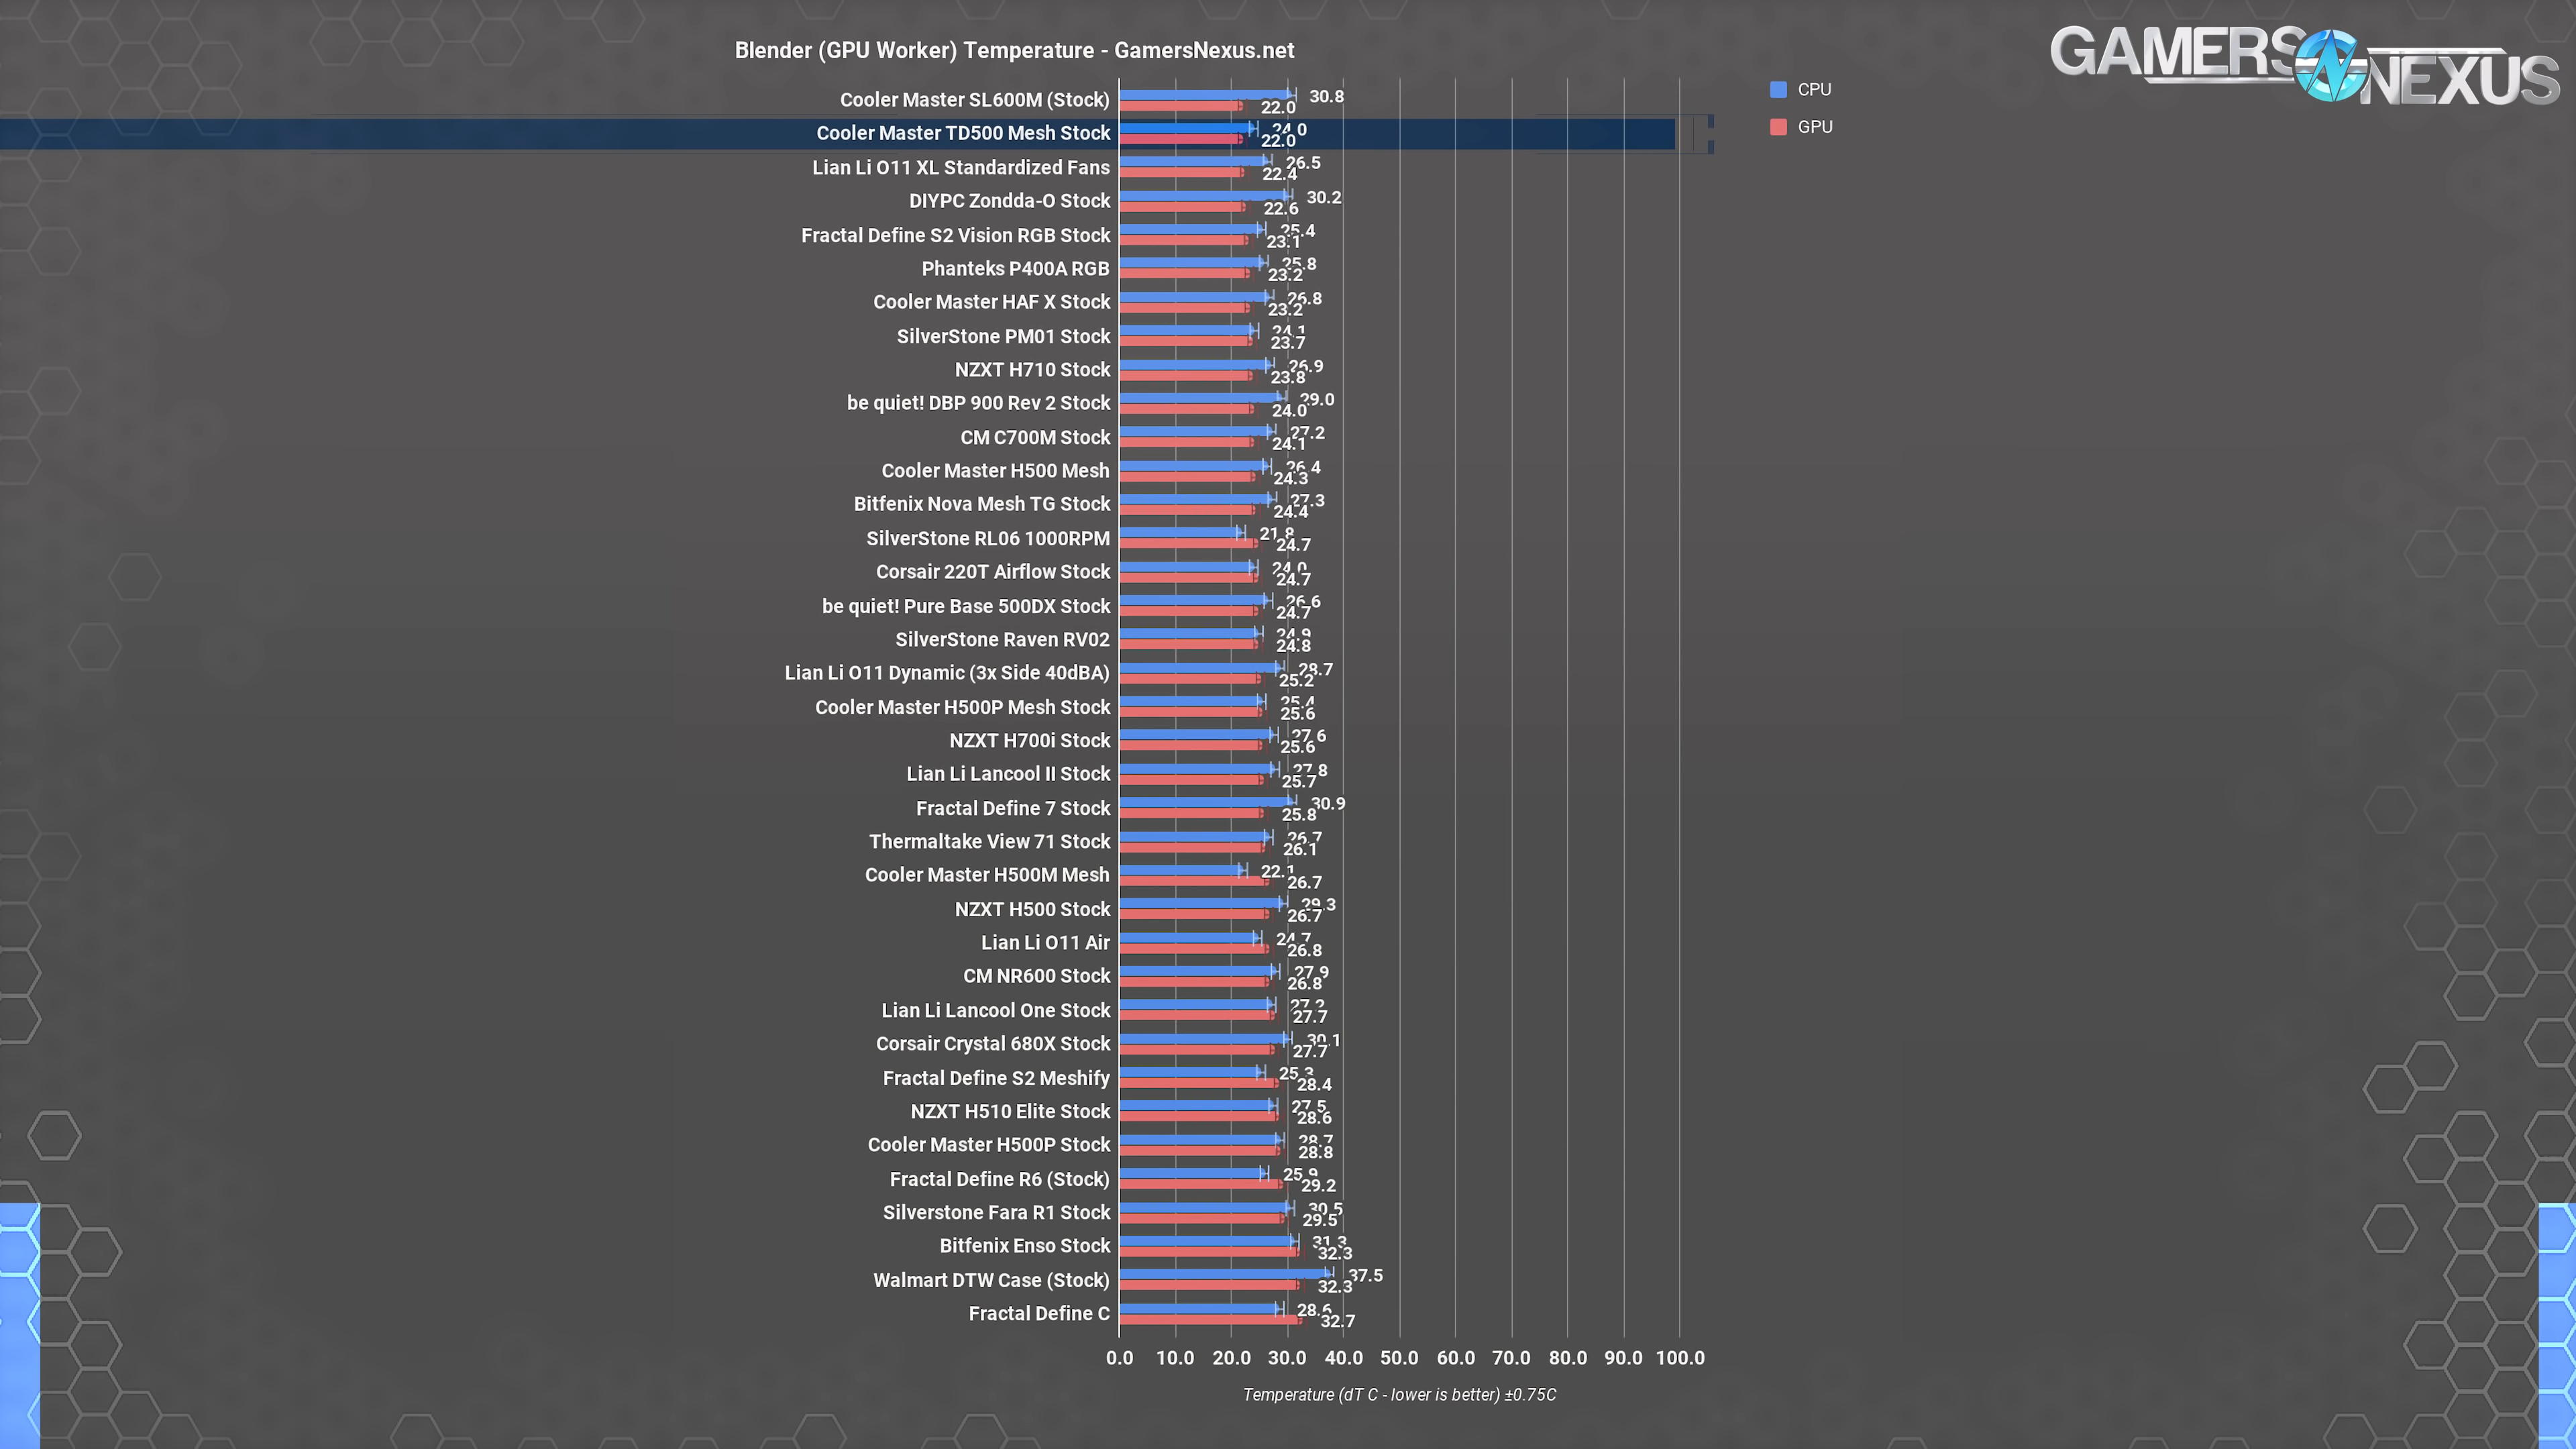 GAMERS NEXUS
Blender (GPU Worker) Temperature - GamersNexus.net
CPU
GPU
Cooler Master SL600M (Stock) 30.8 22.0
Cooler Master TD500 Mesh Stock 24.0 22.0
Lian Li O11 XL Standardized Fans 26.5 22.4
DIYPC Zondda-O Stock 30.2 22.6
Fractal Define S2 Vision RGB Stock 25.4 23.1
Phanteks P400A RGB 25.8 23.2
Cooler Master HAF X Stock 26.8 23.2
SilverStone PM01 Stock 24.1 23.7
NZXT H710 Stock 26.9 23.8
be quiet! DBP 900 Rev 2 Stock 29.0 24.0
CM C700M Stock 27.2 24.1
Cooler Master H500 Mesh 26.4 24.3
Bitfenix Nova Mesh TG Stock 27.3 24.4
SilverStone RL06 1000RPM 21.8 24.7
Corsair 220T Airflow Stock 24.0 24.7
be quiet! Pure Base 500DX Stock 26.6 24.7
SilverStone Raven RV02 24.9 24.8
Lian Li O11 Dynamic (3x Side 40dBA) 28.7 25.2
Cooler Master H500P Mesh Stock 25.4 25.6
NZXT H700i Stock 27.6 25.6
Lian Li Lancool II Stock 27.8 25.7
Fractal Define 7 Stock 30.9 25.8
Thermaltake View 71 Stock 26.7 26.1
Cooler Master H500M Mesh 22.1 26.7
NZXT H500 Stock 29.3 26.7
Lian Li O11 Air 24.7 26.8
CM NR600 Stock 27.9 26.8
Lian Li Lancool One Stock 27.2 27.7
Corsair Crystal 680X Stock 30.1 27.7
Fractal Define S2 Meshify 25.3 28.4
NZXT H510 Elite Stock 27.5 28.6
Cooler Master H500P Stock 28.7 28.8
Fractal Define R6 (Stock) 25.9 29.2
Silverstone Fara R1 Stock 30.5 29.5
Bitfenix Enso Stock 31.3 32.3
Walmart DTW Case (Stock) 37.5 32.3
Fractal Define C 28.6 32.7
0.0 10.0 20.0 30.0 40.0 50.0 60.0 70.0 80.0 90.0 100.0
Temperature (dT C - lower is better) ±0.75C